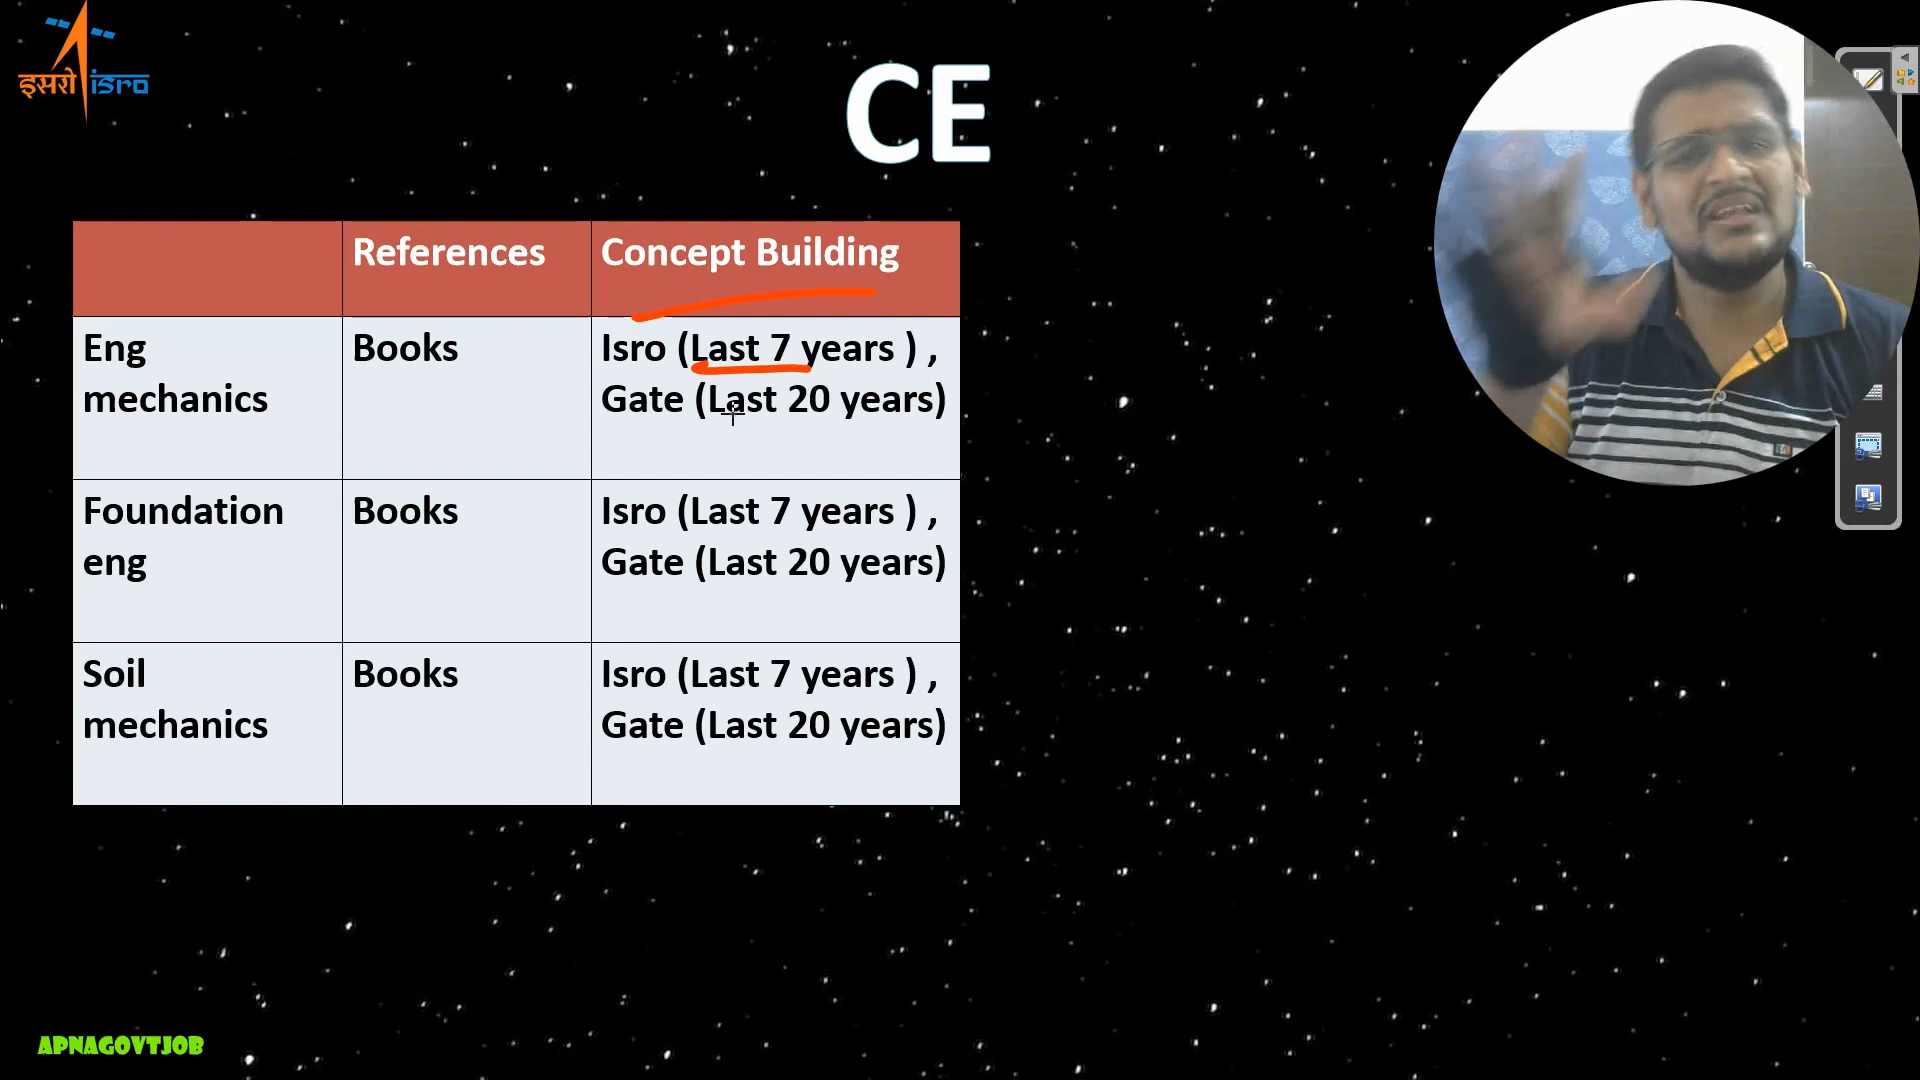 इसरो isro
CE
References
Concept Building
Eng
mechanics
Books
Isro (Last 7 years ) ,
Gate (Last 20 years)
Foundation
eng
Books
Isro (Last 7 years ) ,
Gate (Last 20 years)
Soil
mechanics
Books
Isro (Last 7 years ) ,
Gate (Last 20 years)
APNAGOVTJOB